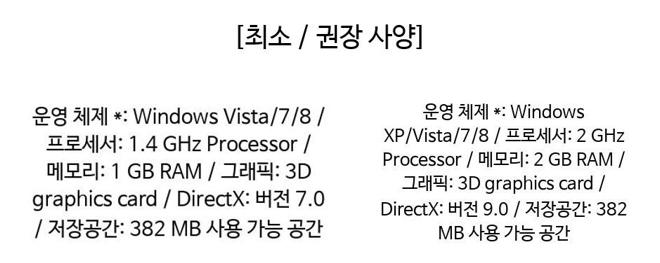 [최소 / 권장 사양]
운영 체제 *: Windows Vista/7/8 /
프로세서: 1.4 GHz Processor /
메모리: 1 GB RAM / 그래픽: 3D
graphics card / DirectX: 버전 7.0
/ 저장공간: 382 MB 사용 가능 공간
운영 체제 *: Windows
XP/Vista/7/8 / 프로세서: 2 GHz
Processor / 메모리: 2 GB RAM /
그래픽: 3D graphics card /
DirectX: 버전 9.0 / 저장공간: 382
MB 사용 가능 공간